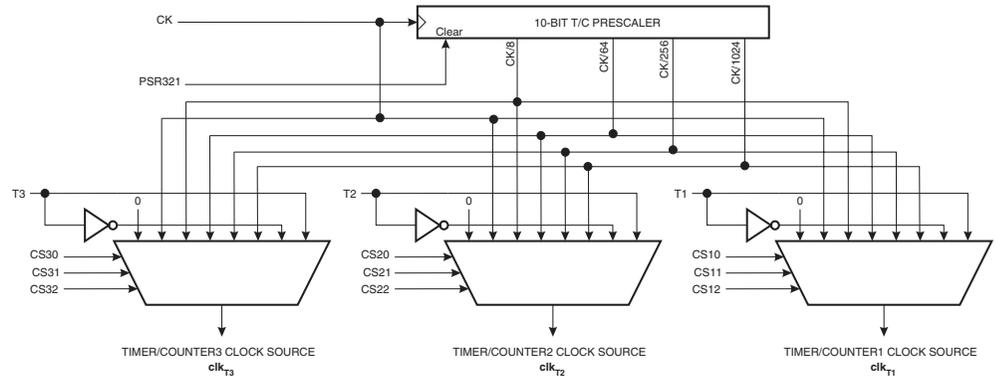 CK
10-BIT T/C PRESCALER
Clear
CK/8
CK/64
CK/256
CK/1024
PSR321
T3
0
T2
0
T1
0
CS30
CS31
CS32
CS20
CS21
CS22
CS10
CS11
CS12
TIMER/COUNTER3 CLOCK SOURCE
clkT3
TIMER/COUNTER2 CLOCK SOURCE
clkT2
TIMER/COUNTER1 CLOCK SOURCE
clkT1